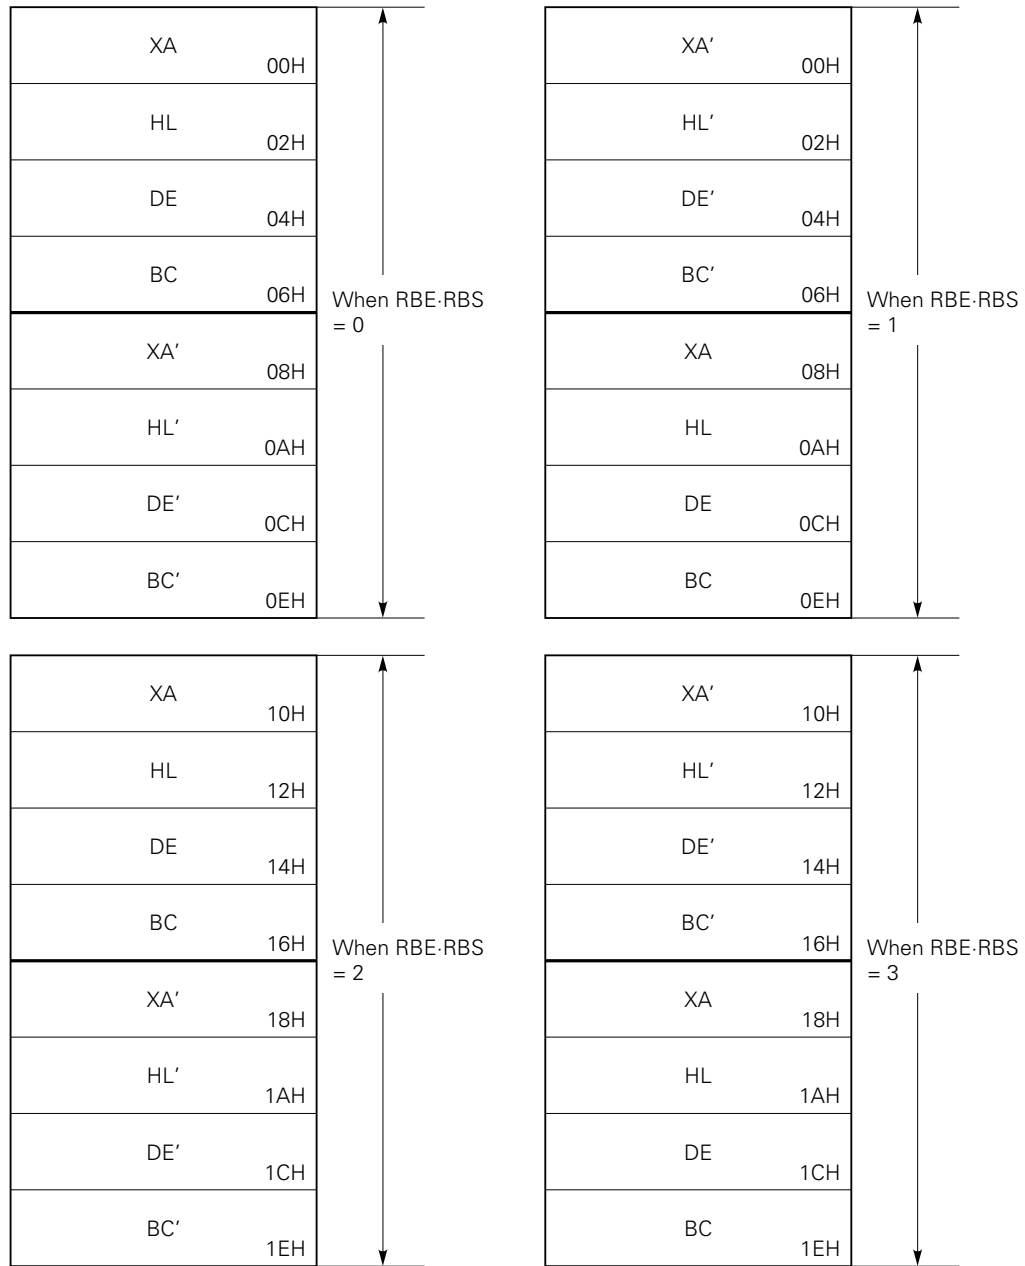 XA
00H
HL
02H
DE
04H
BC
06H
XA′
08H
HL′
0AH
DE′
0CH
BC′
0EH
When RBE·RBS
= 0
XA′
00H
HL′
02H
DE′
04H
BC′
06H
XA
08H
HL
0AH
DE
0CH
BC
0EH
When RBE·RBS
= 1
XA
10H
HL
12H
DE
14H
BC
16H
XA′
18H
HL′
1AH
DE′
1CH
BC′
1EH
When RBE·RBS
= 2
XA′
10H
HL′
12H
DE′
14H
BC′
16H
XA
18H
HL
1AH
DE
1CH
BC
1EH
When RBE·RBS
= 3